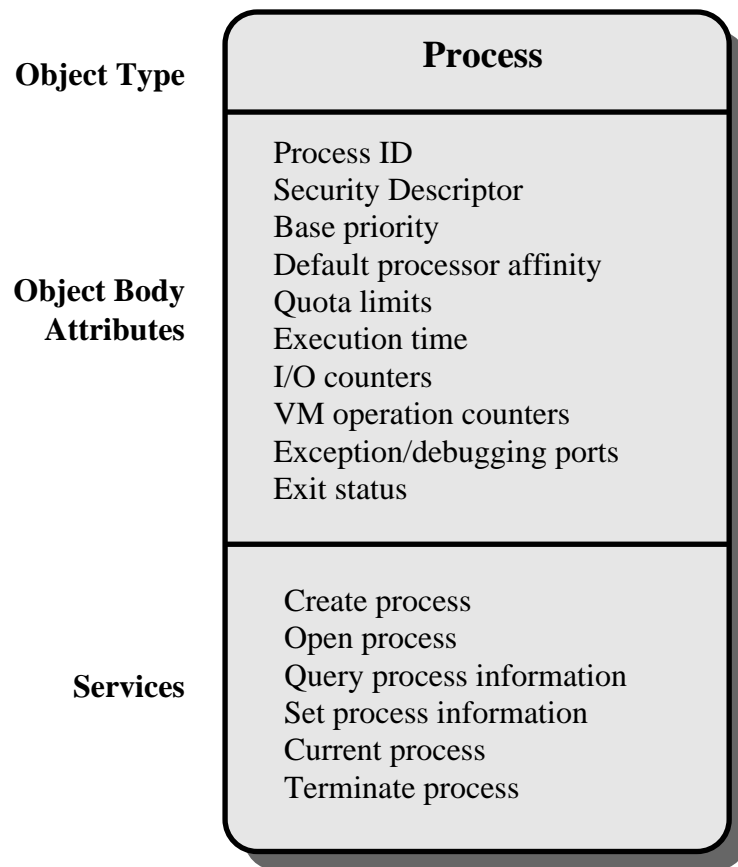 Object Type
Process
Object Body
Attributes
Process ID
Security Descriptor
Base priority
Default processor affinity
Quota limits
Execution time
I/O counters
VM operation counters
Exception/debugging ports
Exit status
Services
Create process
Open process
Query process information
Set process information
Current process
Terminate process